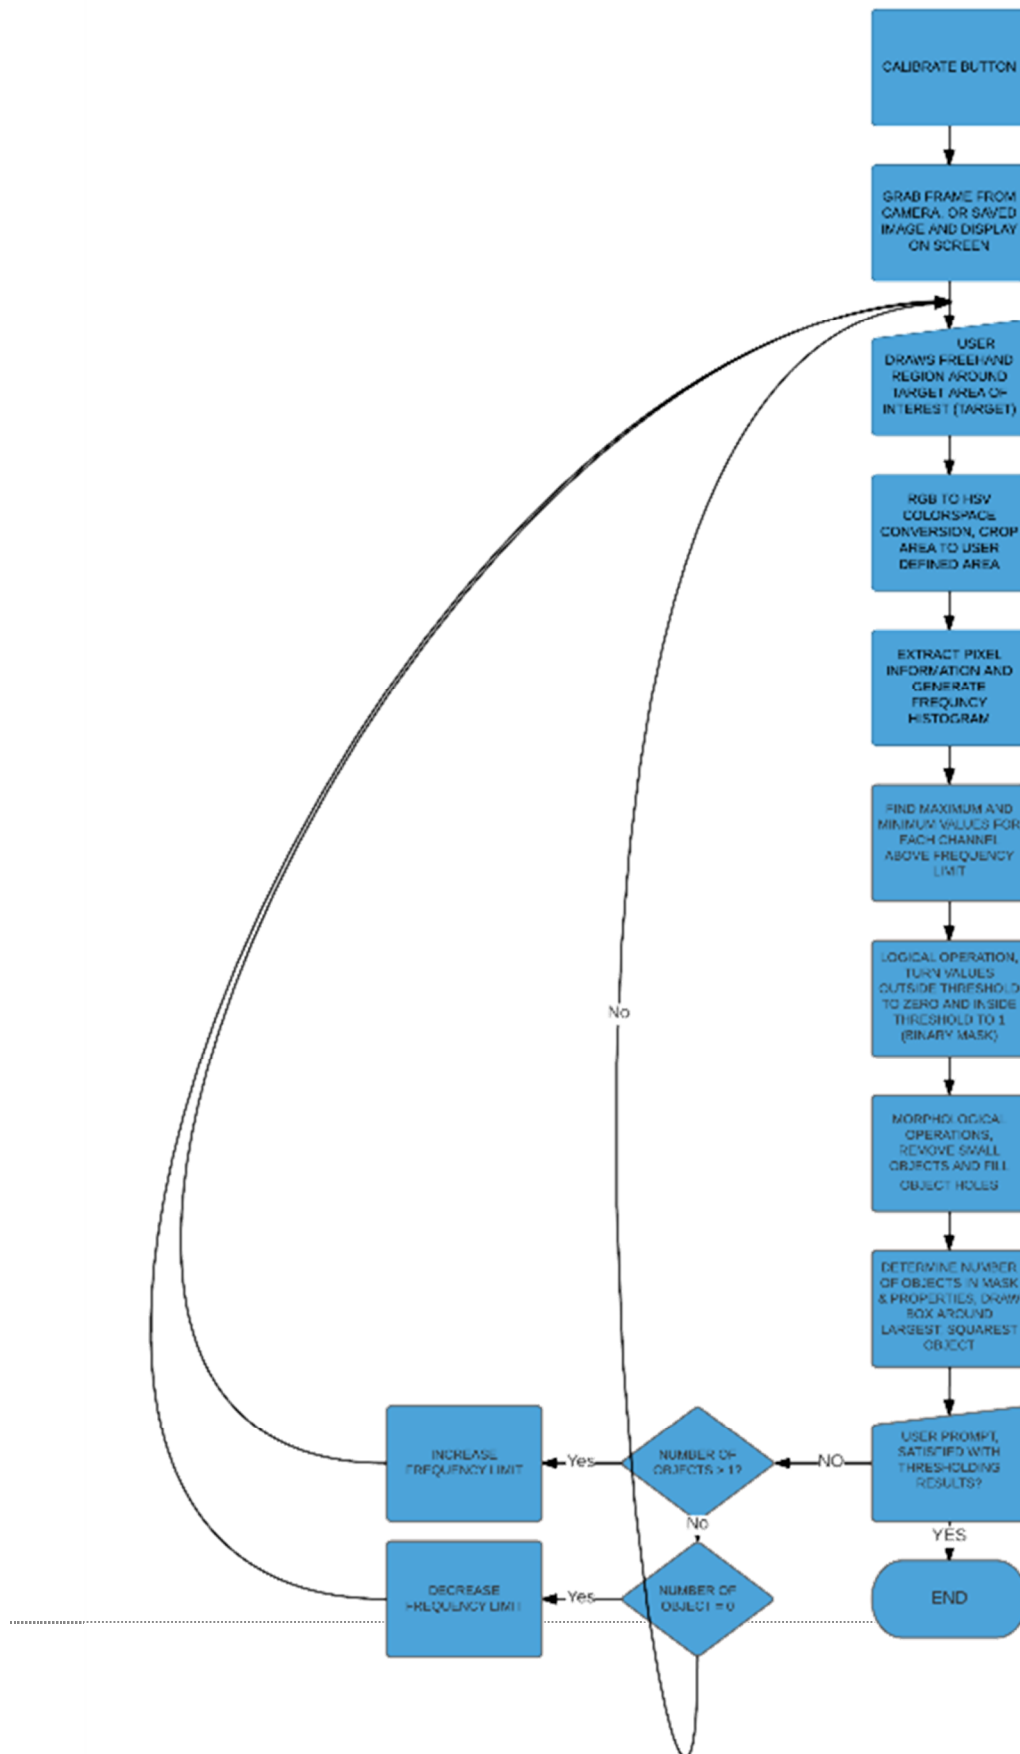 CALIBRATE BUTTON
GRAB FRAME FROM
CAMERA, OR SAVED
IMAGE AND DISPLAY
ON SCREEN
USER
DRAWS FREEHAND
REGION AROUND
TARGET AREA OF
INTEREST (TARGET)
RGB TO HSV
COLORSPACE
CONVERSION, CROP
AREA TO USER
DEFINED AREA
EXTRACT PIXEL
INFORMATION AND
GENERATE
FREQUNCY
HISTOGRAM
FIND MAXIMUM AND
MINIMUM VALUES FOR
EACH CHANNEL
ABOVE FREQUENCY
LIMIT
LOGICAL OPERATION,
TURN VALUES
OUTSIDE THRESHOLD
TO ZERO AND INSIDE
THRESHOLD TO 1
(BINARY MASK)
No
MORPHOLOGICAL
OPERATIONS,
REMOVE SMALL
OBJECTS AND FILL
OBJECT HOLES
DETERMINE NUMBER
OF OBJECTS IN MASK
& PROPERTIES, DRAW
BOX AROUND
LARGEST, SQUAREST
OBJECT
USER PROMPT,
SATISFIED WITH
THRESHOLDING
RESULTS?
NO
NUMBER OF
OBJECTS > 1?
Yes
INCREASE
FREQUENCY LIMIT
No
YES
NUMBER OF
OBJECT = 0
Yes
DECREASE
FREQUENCY LIMIT
END